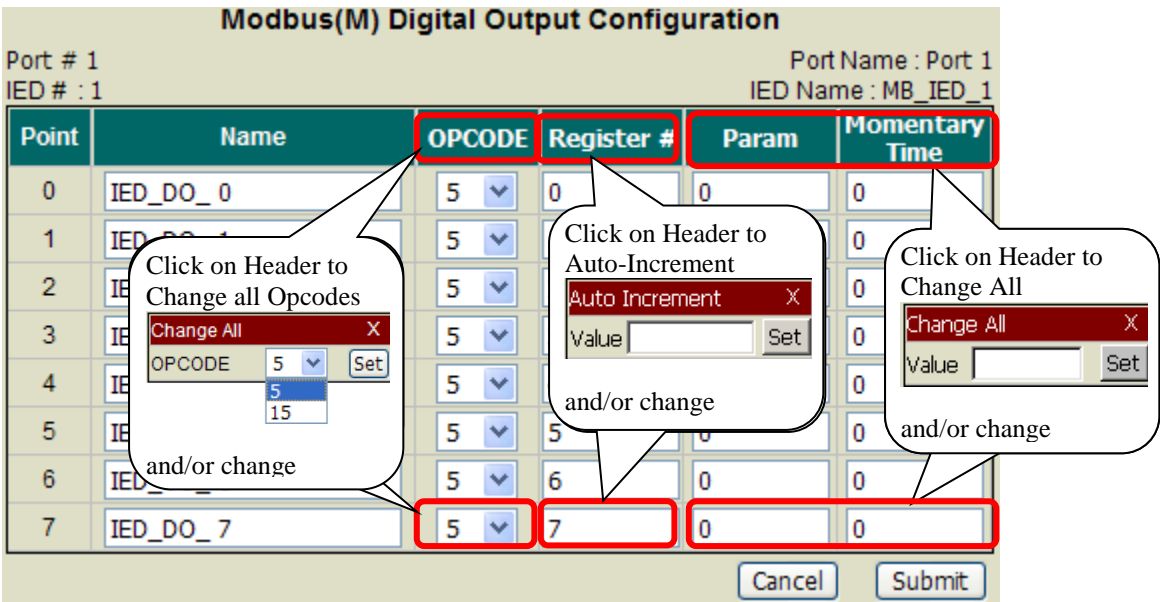 Modbus(M) Digital Output Configuration
Port # 1 Port Name : Port 1
IED # : 1 IED Name : MB_IED_1
Point Name OPCODE Register # Param Momentary
Time
0 IED_DO_ 0 5 0 0 0
1 5 0
2 5 0
3 5 0
4 5 0
5 5 5 0
6 5 6 0 0
7 IED_DO_ 7 5 7 0 0
Click on Header to
Change all Opcodes
Change All X
OPCODE 5 Set
5
15
and/or change
Click on Header to
Auto-Increment
Auto Increment X
Value Set
and/or change
Click on Header to
Change All
Change All X
Value Set
and/or change
Cancel Submit